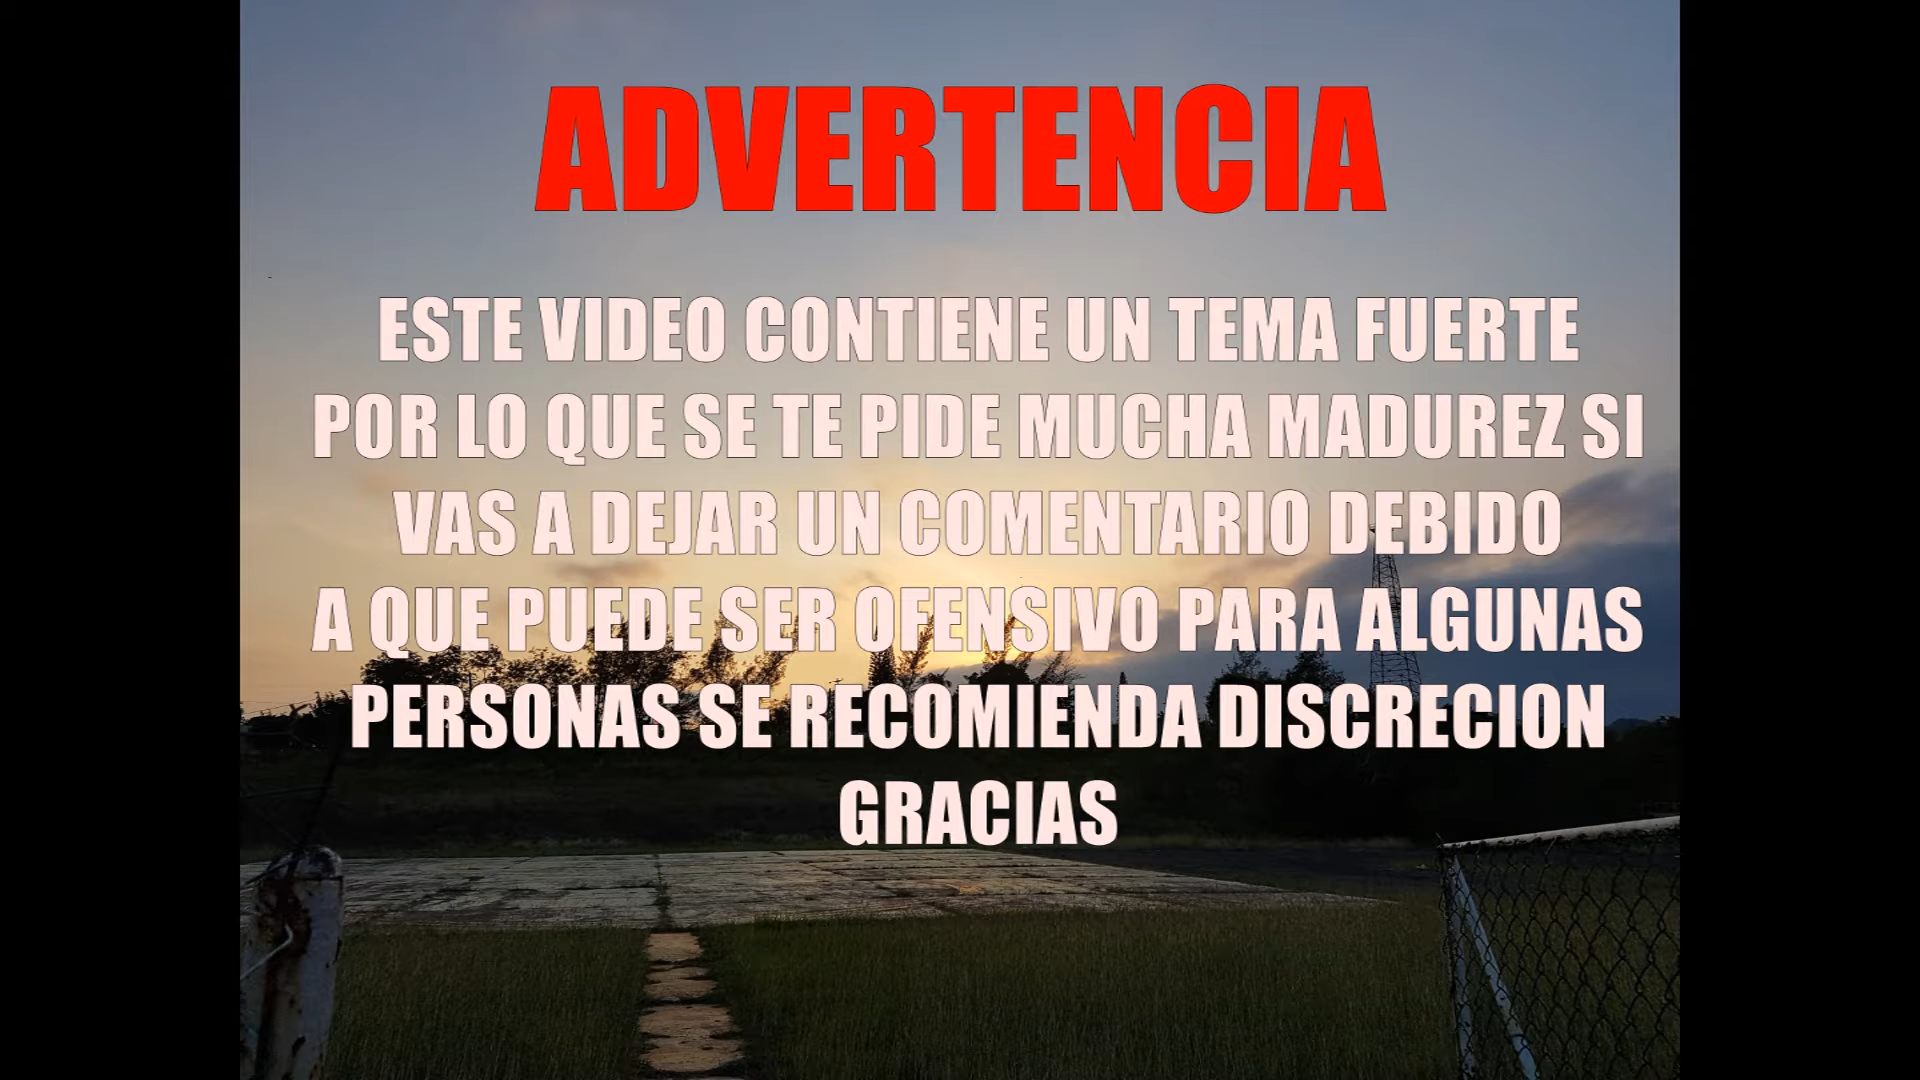 ADVERTENCIA
ESTE VIDEO CONTIENE UN TEMA FUERTE
POR LO QUE SE TE PIDE MUCHA MADUREZ SI
VAS A DEJAR UN COMENTARIO DEBIDO
A QUE PUEDE SER OFENSIVO PARA ALGUNAS
PERSONAS SE RECOMIENDA DISCRECION
GRACIAS